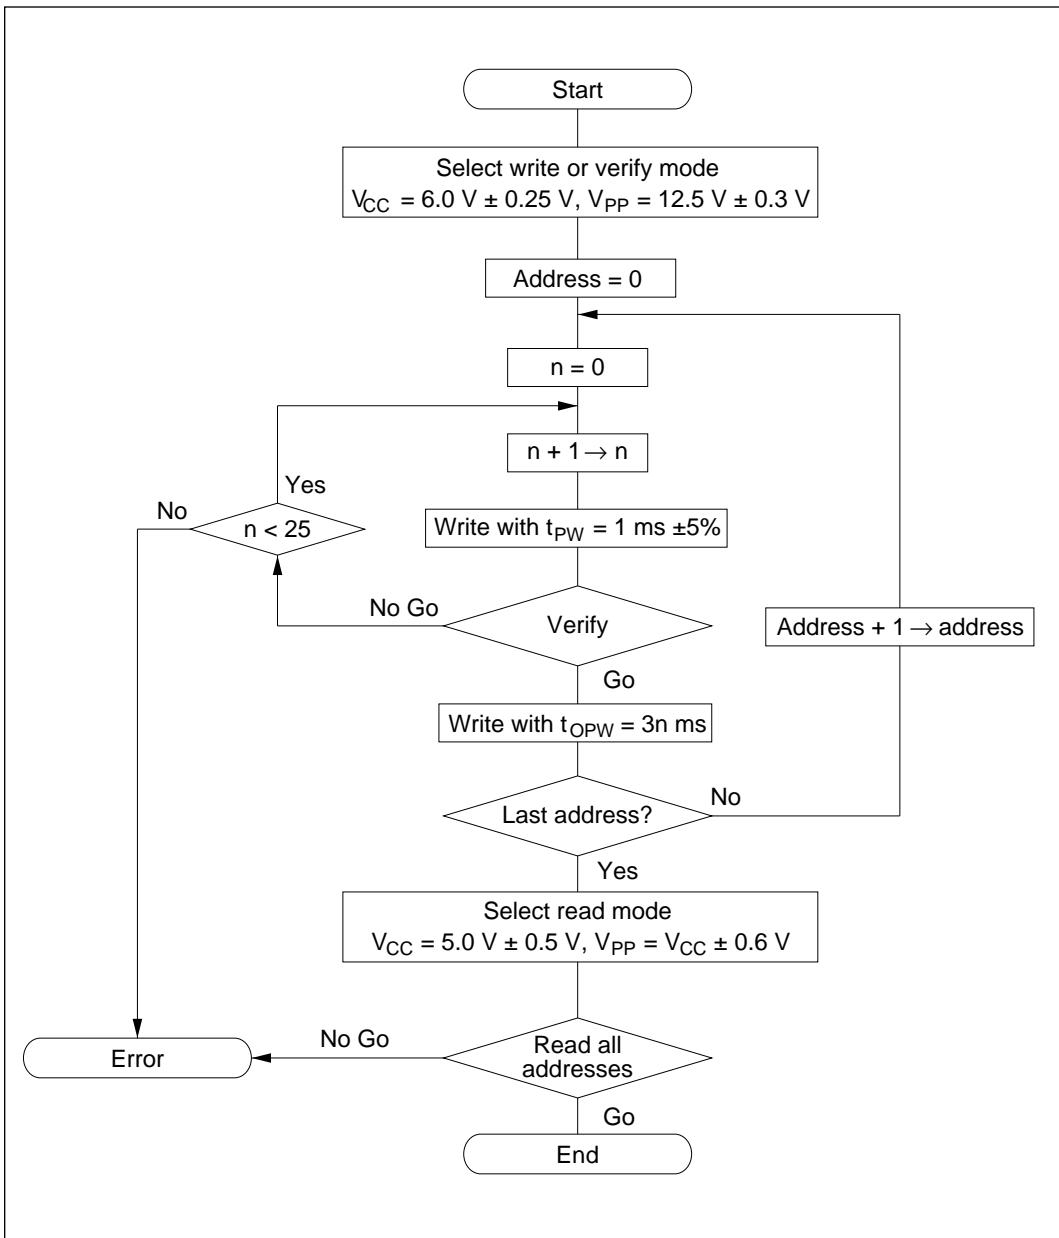 Start
Select write or verify mode
VCC = 6.0 V ± 0.25 V, VPP = 12.5 V ± 0.3 V
Address = 0
n = 0
n + 1 → n
Yes
No
n < 25
Write with tPW = 1 ms ±5%
No Go
Verify
Address + 1 → address
Go
Write with tOPW = 3n ms
Last address?
No
Yes
Select read mode
VCC = 5.0 V ± 0.5 V, VPP = VCC ± 0.6 V
Error
No Go
Read all
addresses
Go
End